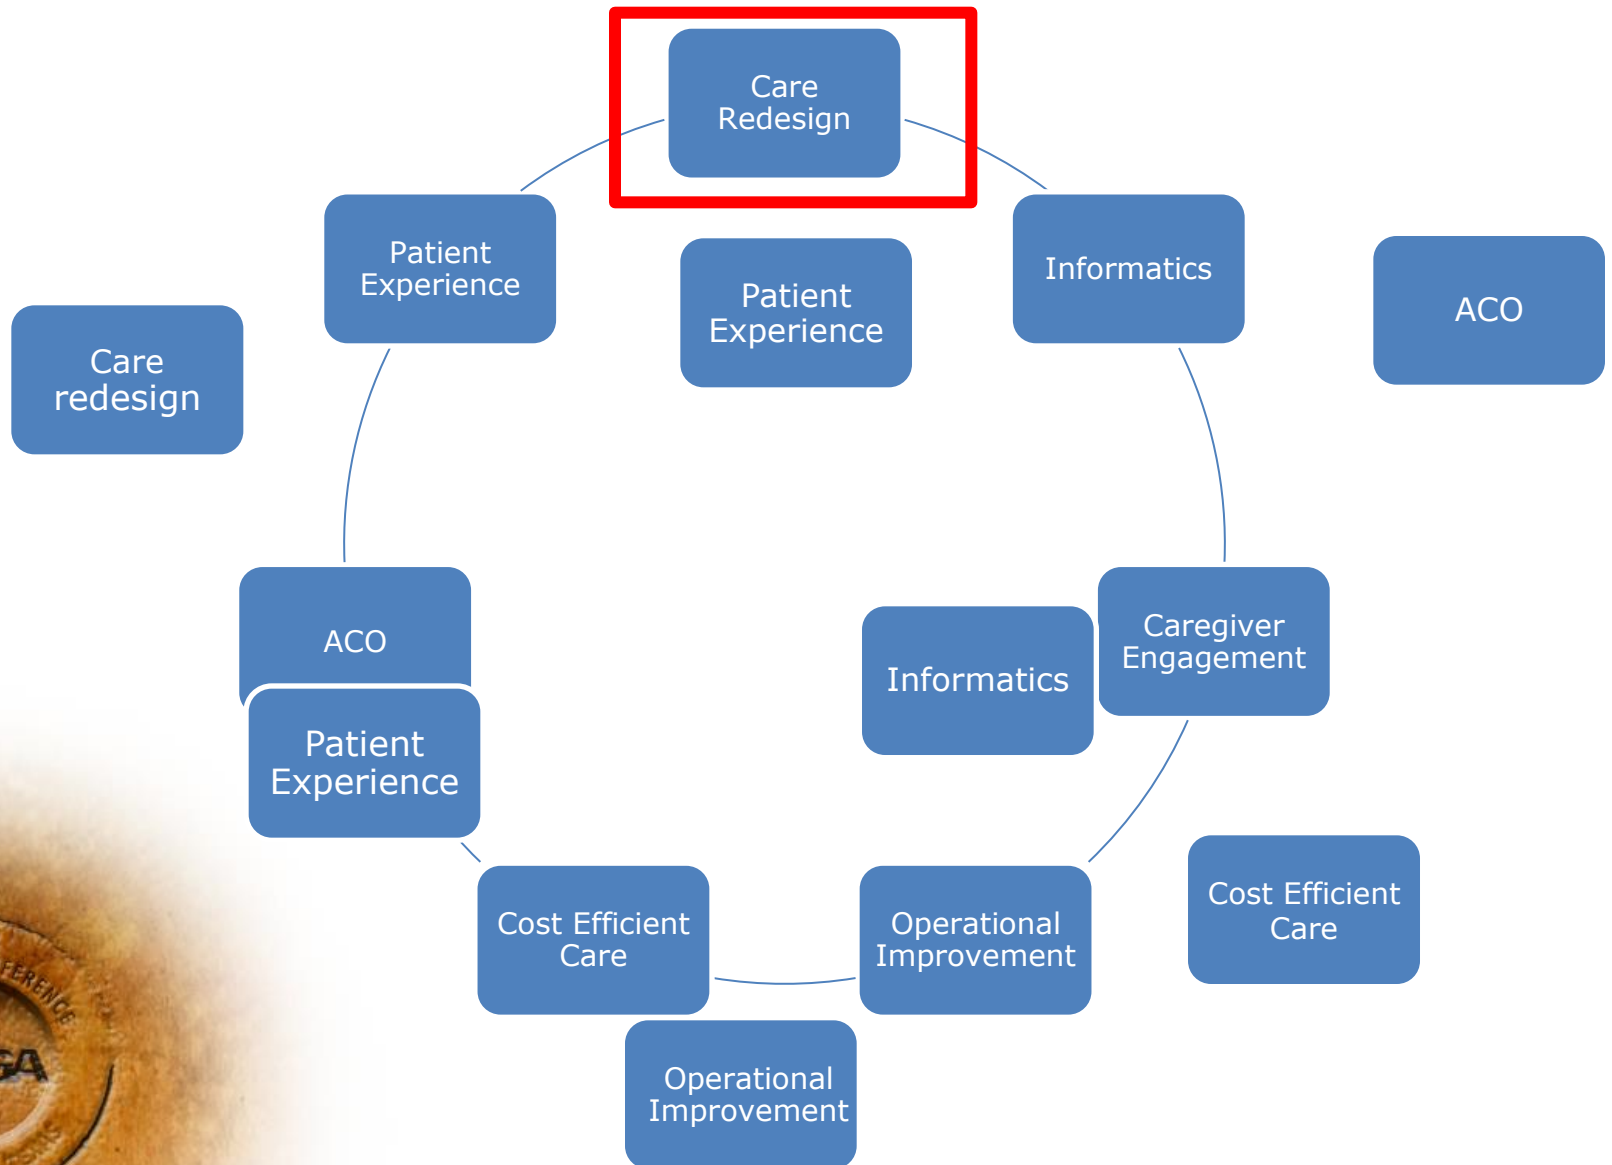 Care
Redesign
Patient
Experience
Patient
Experience
Informatics
ACO
Care
redesign
ACO
Patient
Experience
Informatics
Caregiver
Engagement
Cost Efficient
Care
Operational
Improvement
Cost Efficient
Care
Operational
Improvement